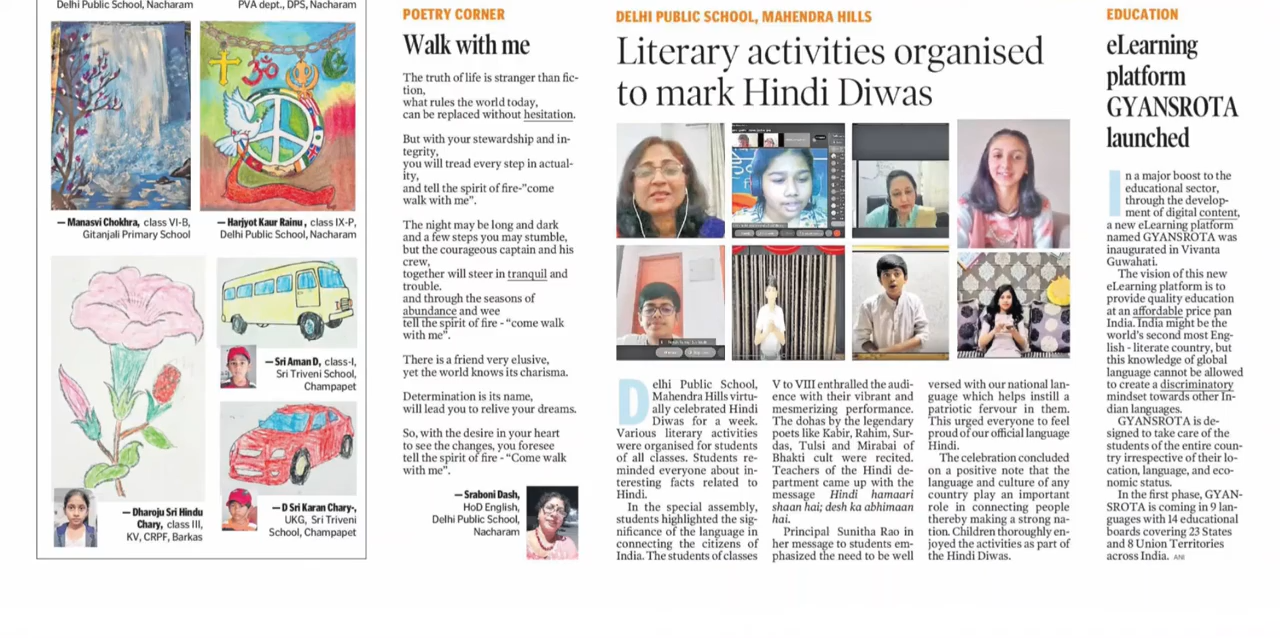 Delhi Public School, Nacharam
PVA dept., DPS, Nacharam
— Manasvi Chokhra, class VI-B,
Gitanjali Primary School
— Harjyot Kaur Rainu, class IX-P,
Delhi Public School, Nacharam
— Sri Aman D, class-I,
Sri Triveni School,
Champapet
— Dharoju Sri Hindu
Chary, class III,
KV, CRPF, Barkas
— D Sri Karan Chary-,
UKG, Sri Triveni
School, Champapet
POETRY CORNER
Walk with me
The truth of life is stranger than fic-
tion,
what rules the world today,
can be replaced without hesitation.
But with your stewardship and in-
tegrity,
you will tread every step in actual-
ity,
and tell the spirit of fire-"come
walk with me".
The night may be long and dark
and a few steps you may stumble,
but the courageous captain and his
crew,
together will steer in tranquil and
trouble.
and through the seasons of
abundance and wee
tell the spirit of fire - "come walk
with me".
There is a friend very elusive,
yet the world knows its charisma.
Determination is its name,
will lead you to relive your dreams.
So, with the desire in your heart
to see the changes, you foresee
tell the spirit of fire - "Come walk
with me".
— Sraboni Dash,
HoD English,
Delhi Public School,
Nacharam
DELHI PUBLIC SCHOOL, MAHENDRA HILLS
Literary activities organised
to mark Hindi Diwas
Delhi Public School,
Mahendra Hills virtu-
ally celebrated Hindi
Diwas for a week.
Various literary activities
were organised for students
of all classes. Students re-
minded everyone about in-
teresting facts related to
Hindi.
In the special assembly,
students highlighted the sig-
nificance of the language in
connecting the citizens of
India. The students of classes
V to VIII enthralled the audi-
ence with their vibrant and
mesmerizing performance.
The dohas by the legendary
poets like Kabir, Rahim, Sur-
das, Tulsi and Mirabai of
Bhakti cult were recited.
Teachers of the Hindi de-
partment came up with the
message Hindi hamaari
shaan hai; desh ka abhimaan
hai.
Principal Sunitha Rao in
her message to students em-
phasized the need to be well
versed with our national lan-
guage which helps instill a
patriotic fervour in them.
This urged everyone to feel
proud of our official language
Hindi.
The celebration concluded
on a positive note that the
language and culture of any
country play an important
role in connecting people
thereby making a strong na-
tion. Children thoroughly en-
joyed the activities as part of
the Hindi Diwas.
EDUCATION
eLearning
platform
GYANSROTA
launched
In a major boost to the
educational sector,
through the develop-
ment of digital content,
a new eLearning platform
named GYANSROTA was
inaugurated in Vivanta
Guwahati.
The vision of this new
eLearning platform is to
provide quality education
at an affordable price pan
India. India might be the
world's second most Eng-
lish - literate country, but
this knowledge of global
language cannot be allowed
to create a discriminatory
mindset towards other In-
dian languages.
GYANSROTA is de-
signed to take care of the
students of the entire coun-
try irrespective of their lo-
cation, language, and eco-
nomic status.
In the first phase, GYAN-
SROTA is coming in 9 lan-
guages with 14 educational
boards covering 23 States
and 8 Union Territories
across India. ANI